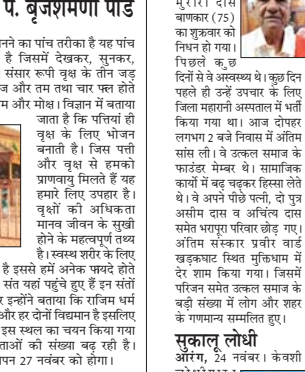 पं. बृजशर्मणा पांडे
नने का पांच तरीका है यह पांच
है जिसमें देखकर, सुनकर,
संसार रूपी वृक्ष के तीन जड़
ज और तम तथा चार फल होते
म और मोक्ष। विज्ञान में बताया
जाता है कि पत्तियां ही
वृक्ष के लिए भोजन
बनाती है। जिस पत्ती
और वृक्ष से हमको
प्राणवायु मिलते हैं यह
हमारे लिए उपहार है।
वृक्षों की अधिकता
मानव जीवन के सुखी
होने के महत्वपूर्ण तथ्य
है। स्वस्थ शरीर के लिए
है इससे हमें अनेक फायदे होते
संत यहां पहुंचे हुए हैं इन संतों
र इन्होंने बताया कि राजिम धर्म
और हर दोनों विद्यमान है इसलिए
इस स्थल का चयन किया गया
ताओं की संख्या बढ़ रही है।
पन 27 नवंबर को होगा।
मुरारी दास
बाणकार (75)
का शुक्रवार को
निधन हो गया।
पिछले कुछ
दिनों से वे अस्वस्थ थे। कुछ दिन
पहले ही उन्हें उपचार के लिए
जिला महारानी अस्पताल में भर्ती
किया गया था। आज दोपहर
लगभग 2 बजे निवास में अंतिम
सांस ली। वे उत्कल समाज के
फाउंडर मेम्बर थे। सामाजिक
कार्यों में बढ़ चढ़कर हिस्सा लेते
थे। वे अपने पीछे पत्नी, दो पुत्र
असीम दास व अचिंत्य दास
समेत भरापूरा परिवार छोड़ गए।
अंतिम संस्कार प्रवीर वार्ड
खड़कघाट स्थित मुक्तिधाम में
देर शाम किया गया। जिसमें
परिजन समेत उत्कल समाज के
बड़ी संख्या में लोग और शहर
के गणमान्य सम्मलित हुए।
सुकालू लोधी
आरंग, 24 नवंबर। केवशी